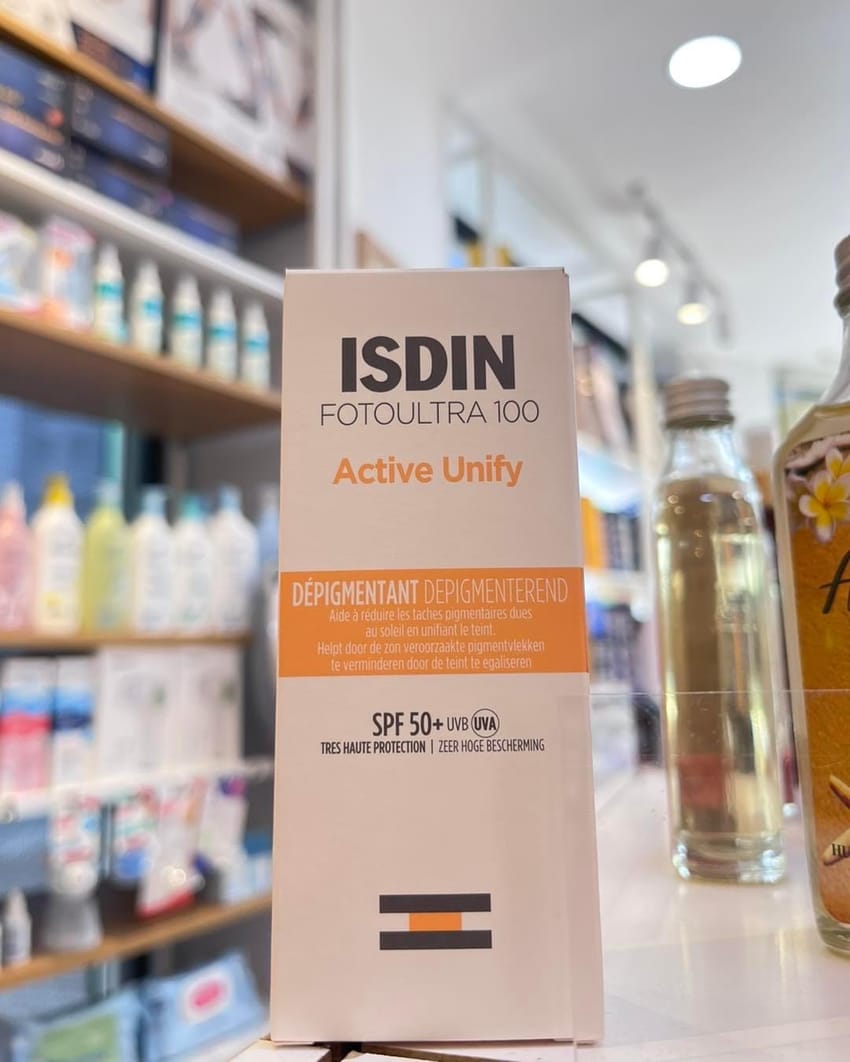 ISDIN
FOTOULTRA 100
Active Unify
DÉPIGMENTANT DEPIGMENTEREND
Aide à réduire les taches pigmentaires dues
au soleil en unifiant le teint.
Helpt door de zon veroorzaakte pigmentvlekken
te verminderen door de teint te egaliseren
SPF 50+ UVB UVA
TRES HAUTE PROTECTION | ZEER HOGE BESCHERMING